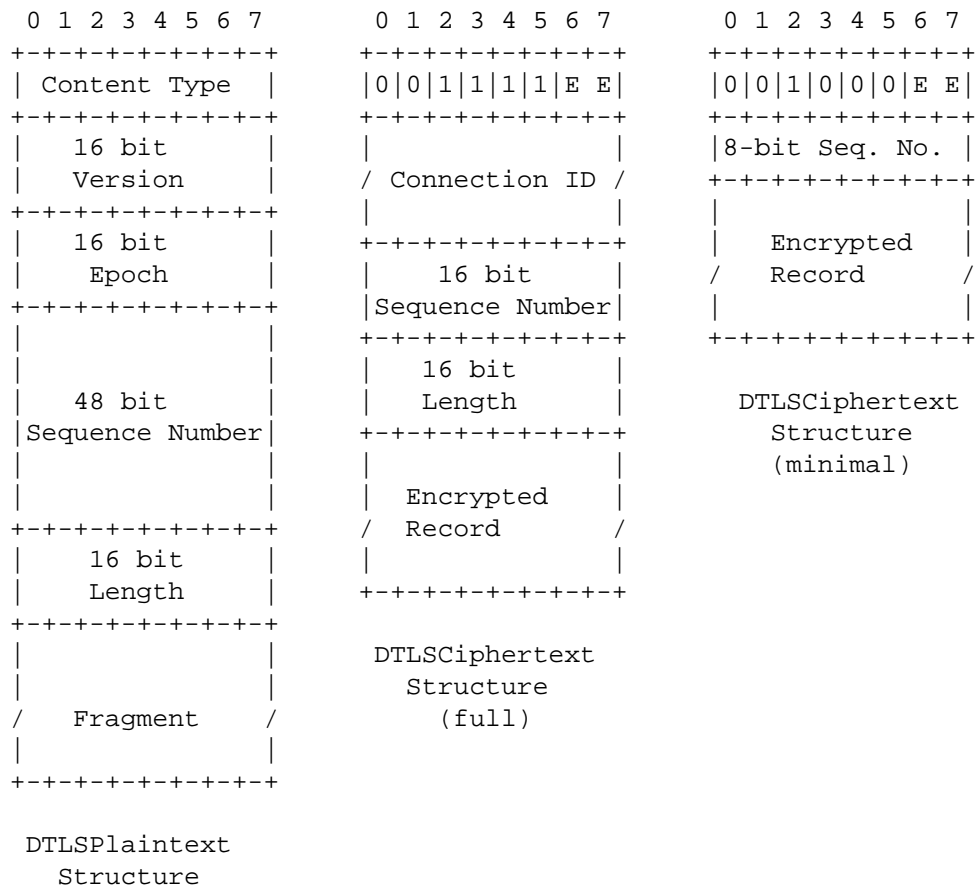 0 1 2 3 4 5 6 7       0 1 2 3 4 5 6 7       0 1 2 3 4 5 6 7
+-+-+-+-+-+-+-+-+     +-+-+-+-+-+-+-+-+     +-+-+-+-+-+-+-+-+
| Content Type  |     |0|0|1|1|1|1|E E|     |0|0|1|0|0|0|E E|
+-+-+-+-+-+-+-+-+     +-+-+-+-+-+-+-+-+     +-+-+-+-+-+-+-+-+
|   16 bit      |     |               |     |8-bit Seq. No. |
|   Version     |     / Connection ID /     +-+-+-+-+-+-+-+-+
+-+-+-+-+-+-+-+-+     |               |     |               |
|   16 bit      |     +-+-+-+-+-+-+-+-+     |   Encrypted   |
|    Epoch      |     |    16 bit     |     /   Record      /
+-+-+-+-+-+-+-+-+     |Sequence Number|     |               |
|               |     +-+-+-+-+-+-+-+-+     +-+-+-+-+-+-+-+-+
|               |     |   16 bit      |
|   48 bit      |     |   Length      |       DTLSCiphertext
|Sequence Number|     +-+-+-+-+-+-+-+-+         Structure
|               |     |               |         (minimal)
|               |     |  Encrypted    |
+-+-+-+-+-+-+-+-+     /  Record       /
|    16 bit     |     |               |
|    Length     |     +-+-+-+-+-+-+-+-+
+-+-+-+-+-+-+-+-+
|               |      DTLSCiphertext
|               |        Structure
/   Fragment    /          (full)
|               |
+-+-+-+-+-+-+-+-+

 DTLSPlaintext
   Structure